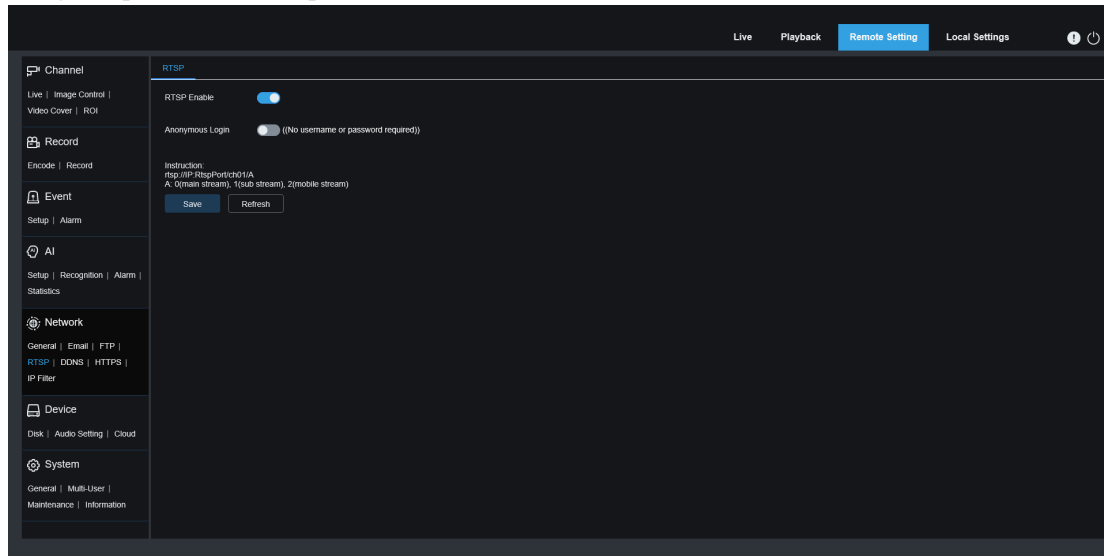 Live Playback Remote Setting Local Settings
Channel
Live | Image Control |
Video Cover | ROI
Record
Encode | Record
Event
Setup | Alarm
AI
Setup | Recognition | Alarm |
Statistics
Network
General | Email | FTP |
RTSP | DDNS | HTTPS |
IP Filter
Device
Disk | Audio Setting | Cloud
System
General | Multi-User |
Maintenance | Information
RTSP
RTSP Enable
Anonymous Login ((No username or password required))
Instruction:
rtsp://IP:RtspPort/ch01/A
A: 0(main stream), 1(sub stream), 2(mobile stream)
Save Refresh